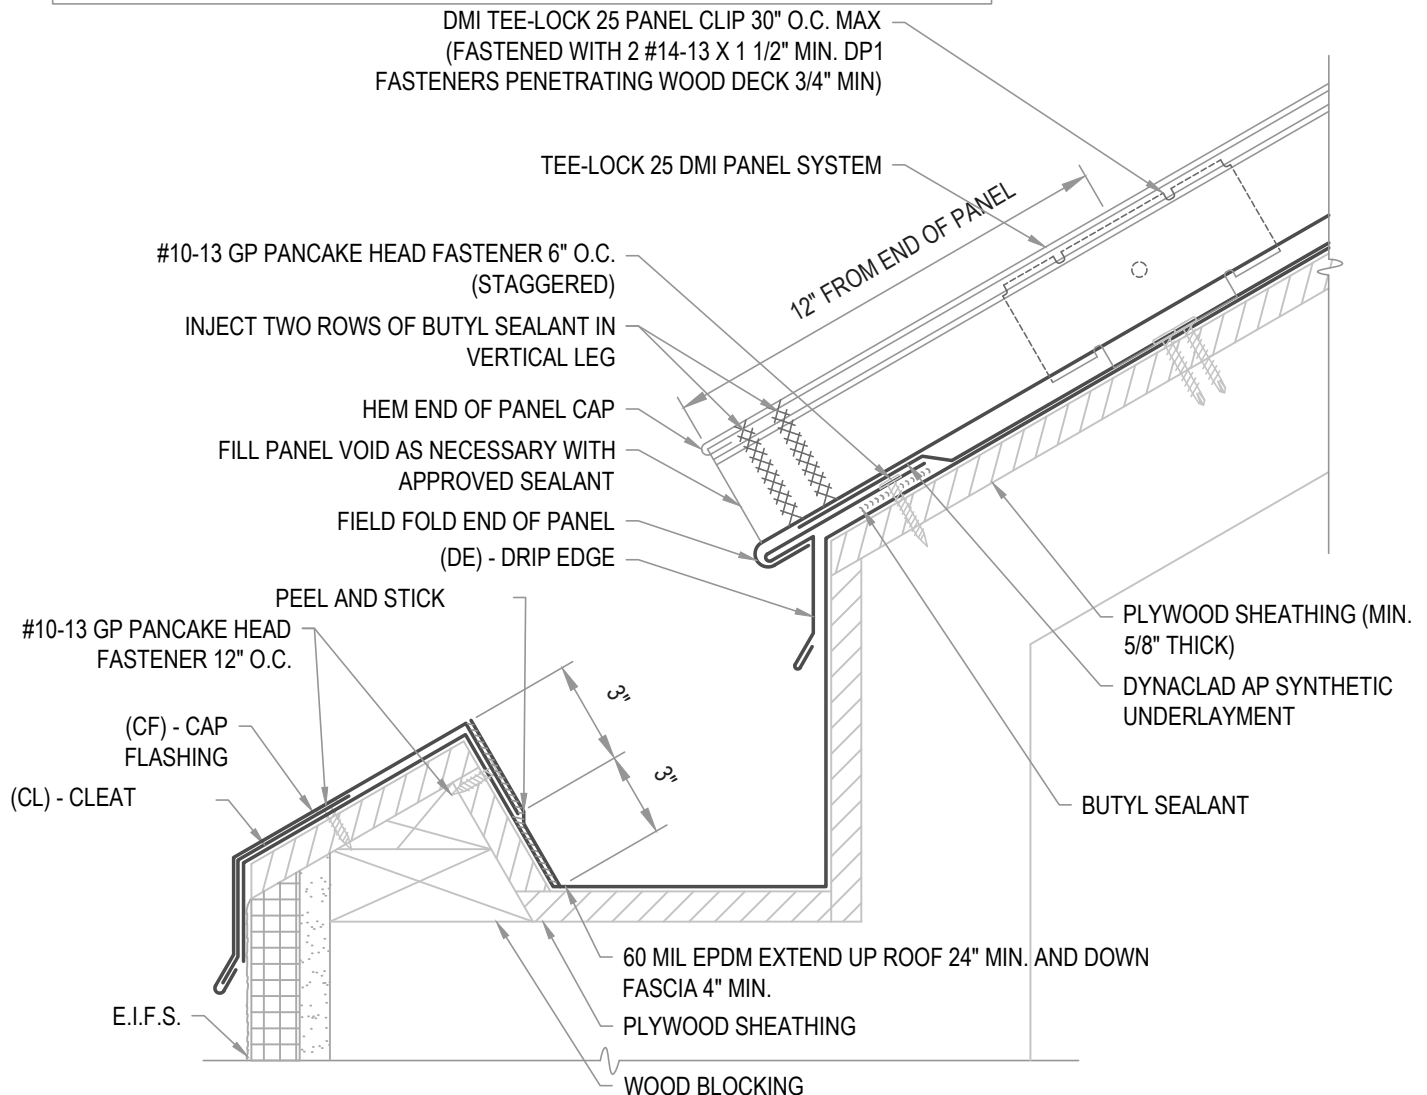 DMI TEE-LOCK 25 PANEL CLIP 30" O.C. MAX
(FASTENED WITH 2 #14-13 X 1 1/2" MIN. DP1
FASTENERS PENETRATING WOOD DECK 3/4" MIN)
TEE-LOCK 25 DMI PANEL SYSTEM
12" FROM END OF PANEL
#10-13 GP PANCAKE HEAD FASTENER 6" O.C.
(STAGGERED)
INJECT TWO ROWS OF BUTYL SEALANT IN
VERTICAL LEG
HEM END OF PANEL CAP
FILL PANEL VOID AS NECESSARY WITH
APPROVED SEALANT
FIELD FOLD END OF PANEL
(DE) - DRIP EDGE
PEEL AND STICK
#10-13 GP PANCAKE HEAD
FASTENER 12" O.C.
(CF) - CAP
FLASHING
(CL) - CLEAT
3"
3"
PLYWOOD SHEATHING (MIN.
5/8" THICK)
DYNACLAD AP SYNTHETIC
UNDERLAYMENT
BUTYL SEALANT
60 MIL EPDM EXTEND UP ROOF 24" MIN. AND DOWN
FASCIA 4" MIN.
E.I.F.S.
PLYWOOD SHEATHING
WOOD BLOCKING